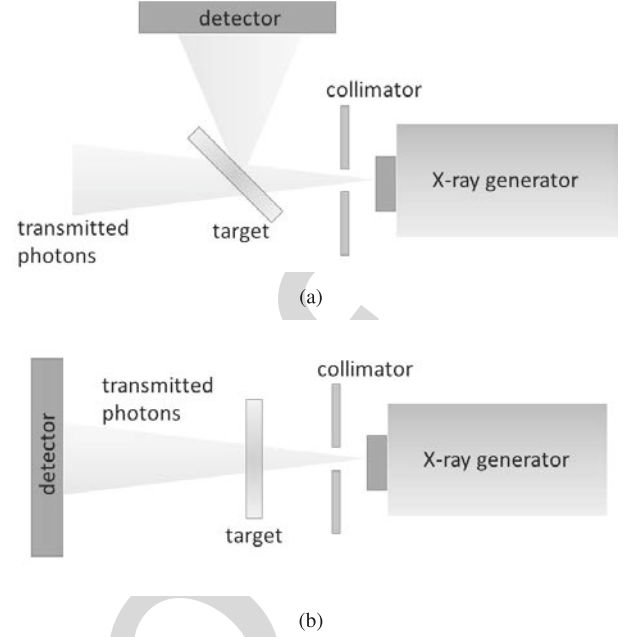 detector
collimator
X-ray generator
transmitted
photons
target
(a)
collimator
transmitted
photons
detector
X-ray generator
target
(b)